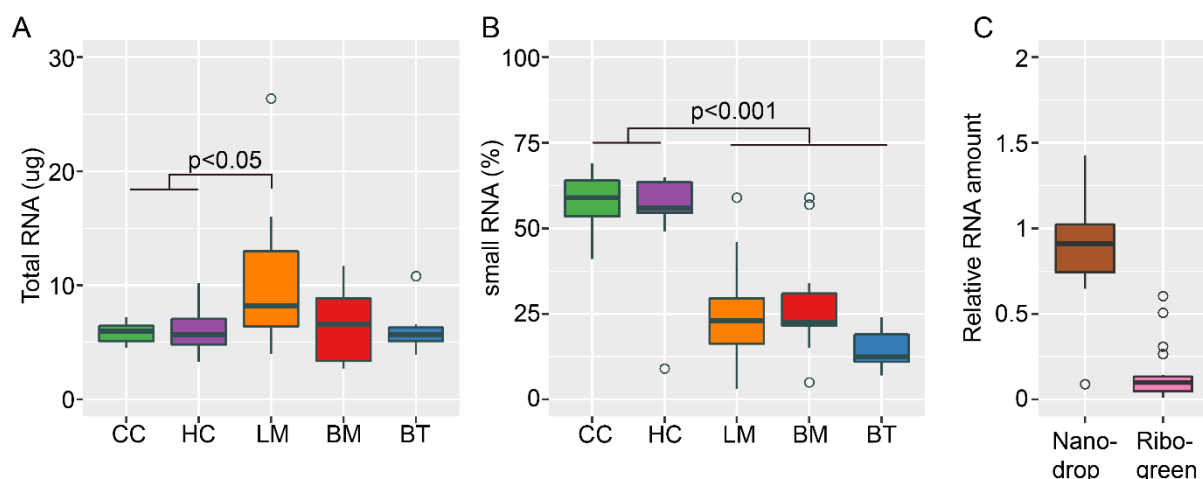 A
Total RNA (ug)
30
20
10
0
p<0.05
CC HC LM BM BT
B
small RNA (%)
100
75
50
25
0
p<0.001
CC HC LM BM BT
C
Relative RNA amount
2
1.5
1
0.5
0
Nano- Ribo-
drop green